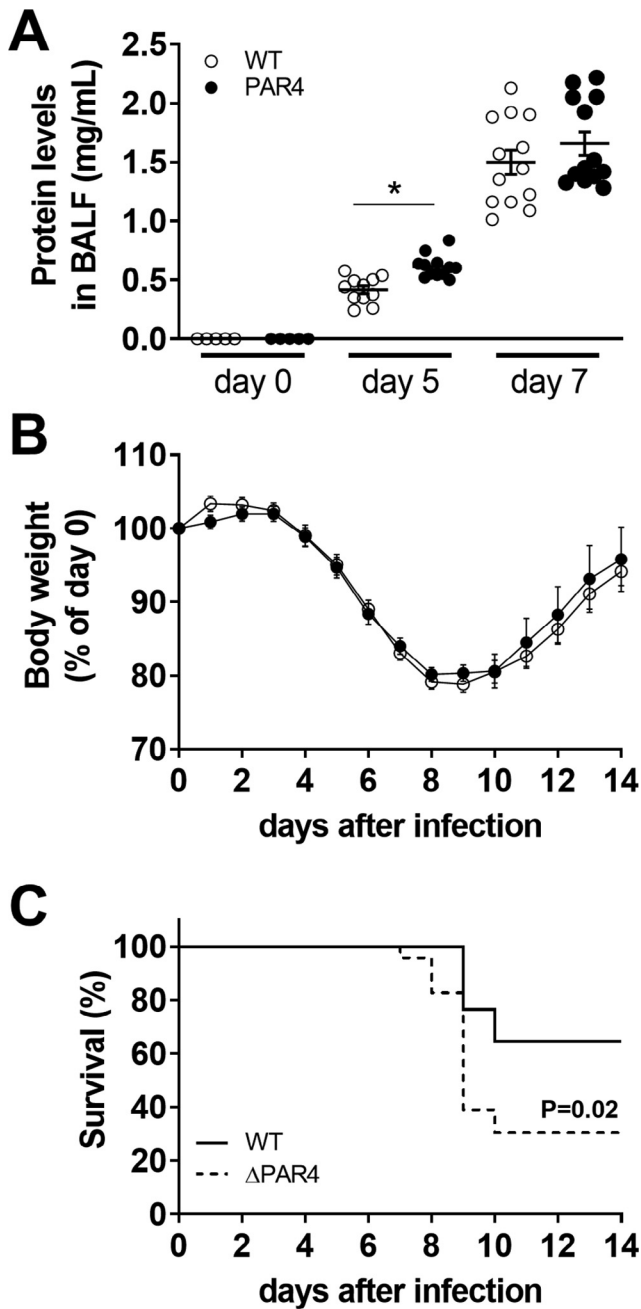 A
Protein levels
in BALF (mg/mL)
2.5
2.0
1.5
1.0
0.5
0.0
WT
PAR4
*
day 0
day 5
day 7
B
Body weight
(% of day 0)
110
100
90
80
70
0 2 4 6 8 10 12 14
days after infection
C
Survival (%)
100
80
60
40
20
0
P=0.02
WT
ΔPAR4
0 2 4 6 8 10 12 14
days after infection